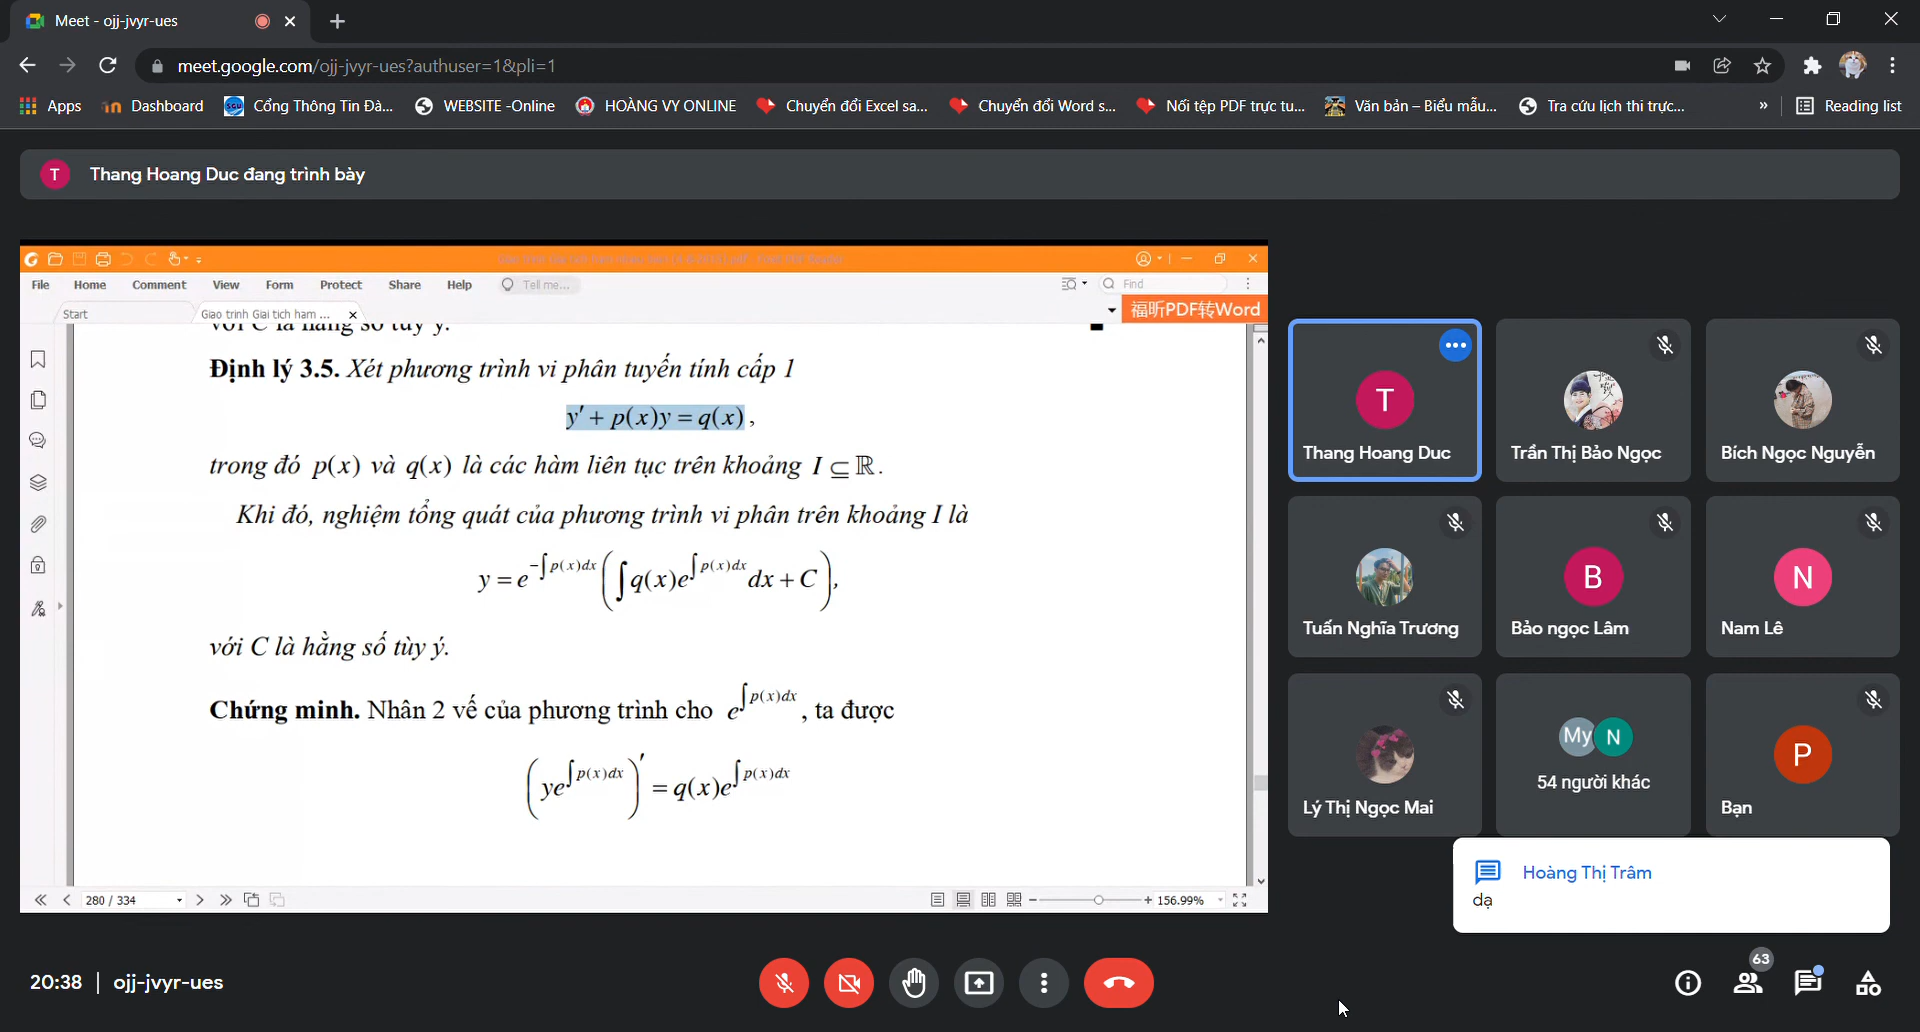 Meet - ojj-jvyr-ues
meet.google.com/ojj-jvyr-ues?authuser=1&pli=1
Apps
Dashboard
Cổng Thông Tin Đà...
WEBSITE -Online
HOÀNG VY ONLINE
Chuyển đổi Excel sa...
Chuyển đổi Word s...
Nối tệp PDF trực tu...
Văn bản – Biểu mẫu...
Tra cứu lịch thi trực...
»
Reading list
T Thang Hoang Duc đang trình bày
File Home Comment View Form Protect Share Help Tell me... Find
Start
Giao trinh Giai tich ham ...
福昕PDF转Word
với C là hằng số tùy ý.
Định lý 3.5. Xét phương trình vi phân tuyến tính cấp 1
y′ + p(x)y = q(x) ,
trong đó p(x) và q(x) là các hàm liên tục trên khoảng I ⊆ ℝ.
Khi đó, nghiệm tổng quát của phương trình vi phân trên khoảng I là
y = e^{-∫p(x)dx} (∫q(x)e^{∫p(x)dx} dx + C),
với C là hằng số tùy ý.
Chứng minh. Nhân 2 vế của phương trình cho e^{∫p(x)dx}, ta được
(ye^{∫p(x)dx})′ = q(x)e^{∫p(x)dx}
280 / 334
156.99%
T
Thang Hoang Duc
Trần Thị Bảo Ngọc
Bích Ngọc Nguyễn
Tuấn Nghĩa Trương
B
Bảo ngọc Lâm
N
Nam Lê
Lý Thị Ngọc Mai
My N
54 người khác
P
Bạn
Hoàng Thị Trâm
dạ
20:38 | ojj-jvyr-ues
63